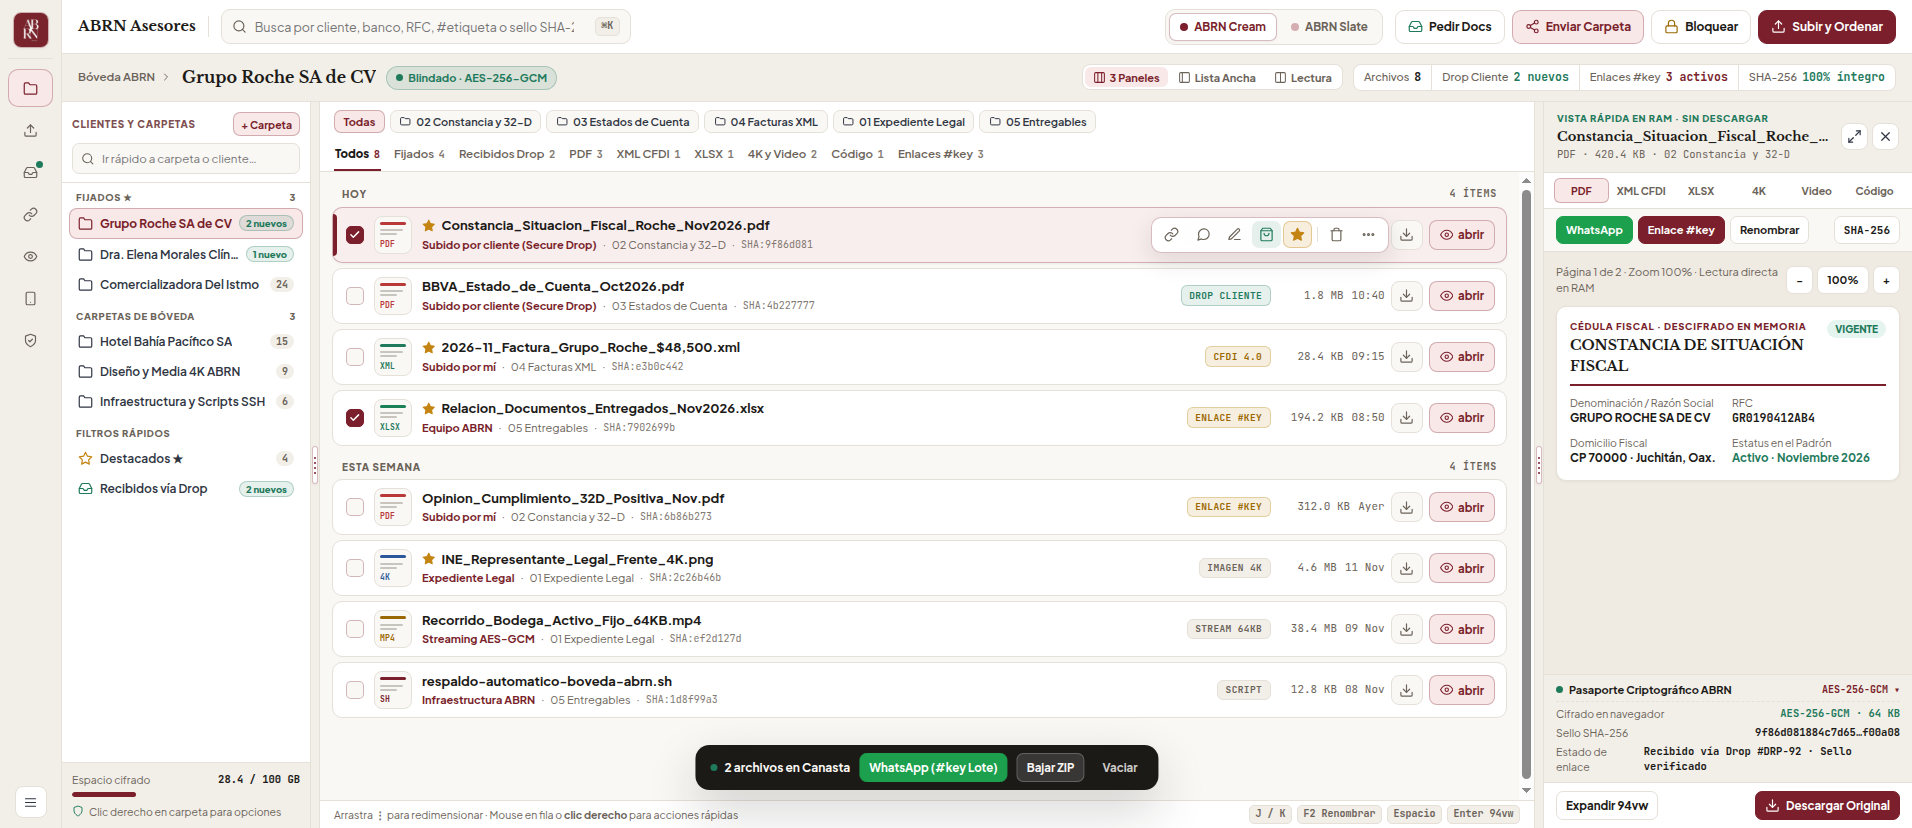 ABRN Asesores
Busca por cliente, banco, RFC, #etiqueta o sello SHA-2
⌘K
ABRN Cream
ABRN Slate
Pedir Docs
Enviar Carpeta
Bloquear
Subir y Ordenar
Bóveda ABRN
Grupo Roche SA de CV
Blindado · AES-256-GCM
3 Paneles
Lista Ancha
Lectura
Archivos 8
Drop Cliente 2 nuevos
Enlaces #key 3 activos
SHA-256 100% íntegro
CLIENTES Y CARPETAS
+ Carpeta
Ir rápido a carpeta o cliente...
FIJADOS ★ 3
Grupo Roche SA de CV 2 nuevos
Dra. Elena Morales Clín... 1 nuevo
Comercializadora Del Istmo 24
CARPETAS DE BÓVEDA 3
Hotel Bahía Pacífico SA 15
Diseño y Media 4K ABRN 9
Infraestructura y Scripts SSH 6
FILTROS RÁPIDOS
Destacados ★ 4
Recibidos vía Drop 2 nuevos
Espacio cifrado 28.4 / 100 GB
Clic derecho en carpeta para opciones
Todas
02 Constancia y 32-D
03 Estados de Cuenta
04 Facturas XML
01 Expediente Legal
05 Entregables
Todos 8
Fijados 4
Recibidos Drop 2
PDF 3
XML CFDI 1
XLSX 1
4K y Video 2
Código 1
Enlaces #key 3
HOY 4 ÍTEMS
PDF
Constancia_Situacion_Fiscal_Roche_Nov2026.pdf
Subido por cliente (Secure Drop) · 02 Constancia y 32-D · SHA:9f86d081
abrir
PDF
BBVA_Estado_de_Cuenta_Oct2026.pdf
Subido por cliente (Secure Drop) · 03 Estados de Cuenta · SHA:4b227777
DROP CLIENTE 1.8 MB 10:40 abrir
XML
2026-11_Factura_Grupo_Roche_$48,500.xml
Subido por mí · 04 Facturas XML · SHA:e3b0c442
CFDI 4.0 28.4 KB 09:15 abrir
XLSX
Relacion_Documentos_Entregados_Nov2026.xlsx
Equipo ABRN · 05 Entregables · SHA:7902699b
ENLACE #KEY 194.2 KB 08:50 abrir
ESTA SEMANA 4 ÍTEMS
PDF
Opinion_Cumplimiento_32D_Positiva_Nov.pdf
Subido por mí · 02 Constancia y 32-D · SHA:6b86b273
ENLACE #KEY 312.0 KB Ayer abrir
4K
INE_Representante_Legal_Frente_4K.png
Expediente Legal · 01 Expediente Legal · SHA:2c26b46b
IMAGEN 4K 4.6 MB 11 Nov abrir
MP4
Recorrido_Bodega_Activo_Fijo_64KB.mp4
Streaming AES-GCM · 01 Expediente Legal · SHA:ef2d127d
STREAM 64KB 38.4 MB 09 Nov abrir
SH
respaldo-automatico-boveda-abrn.sh
Infraestructura ABRN · 05 Entregables · SHA:1d8f99a3
SCRIPT 12.8 KB 08 Nov abrir
2 archivos en Canasta
WhatsApp (#key Lote)
Bajar ZIP
Vaciar
Arrastra ⋮ para redimensionar · Mouse en fila o clic derecho para acciones rápidas
J / K
F2 Renombrar
Espacio
Enter 94vw
VISTA RÁPIDA EN RAM · SIN DESCARGAR
Constancia_Situacion_Fiscal_Roche_...
PDF · 420.4 KB · 02 Constancia y 32-D
PDF
XML CFDI
XLSX
4K
Video
Código
WhatsApp
Enlace #key
Renombrar
SHA-256
Página 1 de 2 · Zoom 100% · Lectura directa
en RAM
−
100%
+
CÉDULA FISCAL · DESCIFRADO EN MEMORIA
CONSTANCIA DE SITUACIÓN
FISCAL
VIGENTE
Denominación / Razón Social
GRUPO ROCHE SA DE CV
RFC
GRO190412AB4
Domicilio Fiscal
CP 70000 · Juchitán, Oax.
Estatus en el Padrón
Activo · Noviembre 2026
Pasaporte Criptográfico ABRN AES-256-GCM ▾
Cifrado en navegador AES-256-GCM · 64 KB
Sello SHA-256 9f86d081884c7d65…f00a08
Estado de
enlace
Recibido vía Drop #DRP-92 · Sello
verificado
Expandir 94vw
Descargar Original